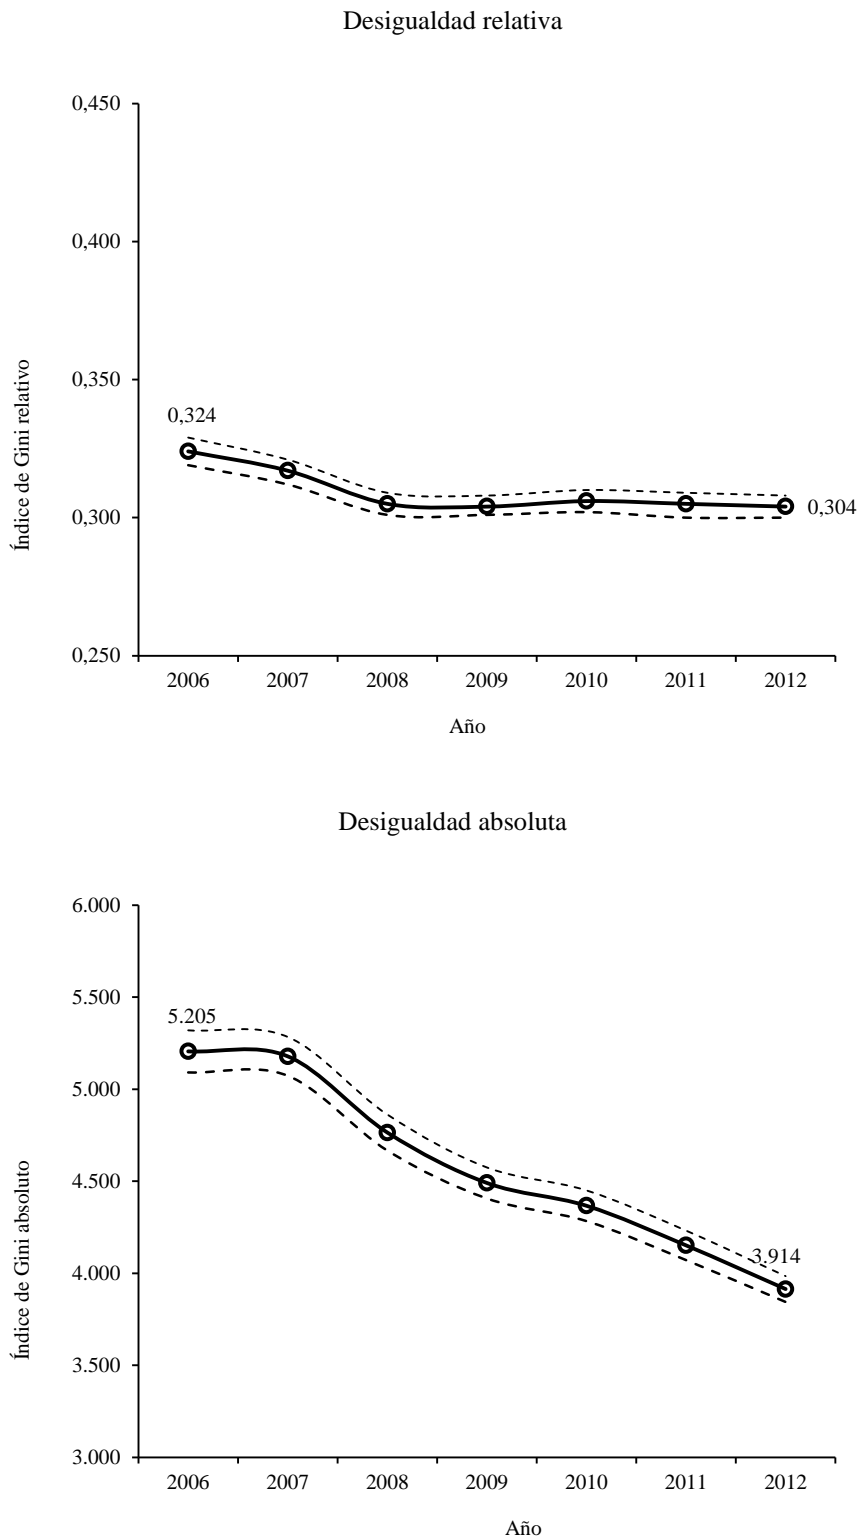 Desigualdad relativa
0,450
0,400
0,350
0,300
0,250
Índice de Gini relativo
0,324
0,304
2006 2007 2008 2009 2010 2011 2012
Año
Desigualdad absoluta
6.000
5.500
5.000
4.500
4.000
3.500
3.000
Índice de Gini absoluto
5.205
3.914
2006 2007 2008 2009 2010 2011 2012
Año